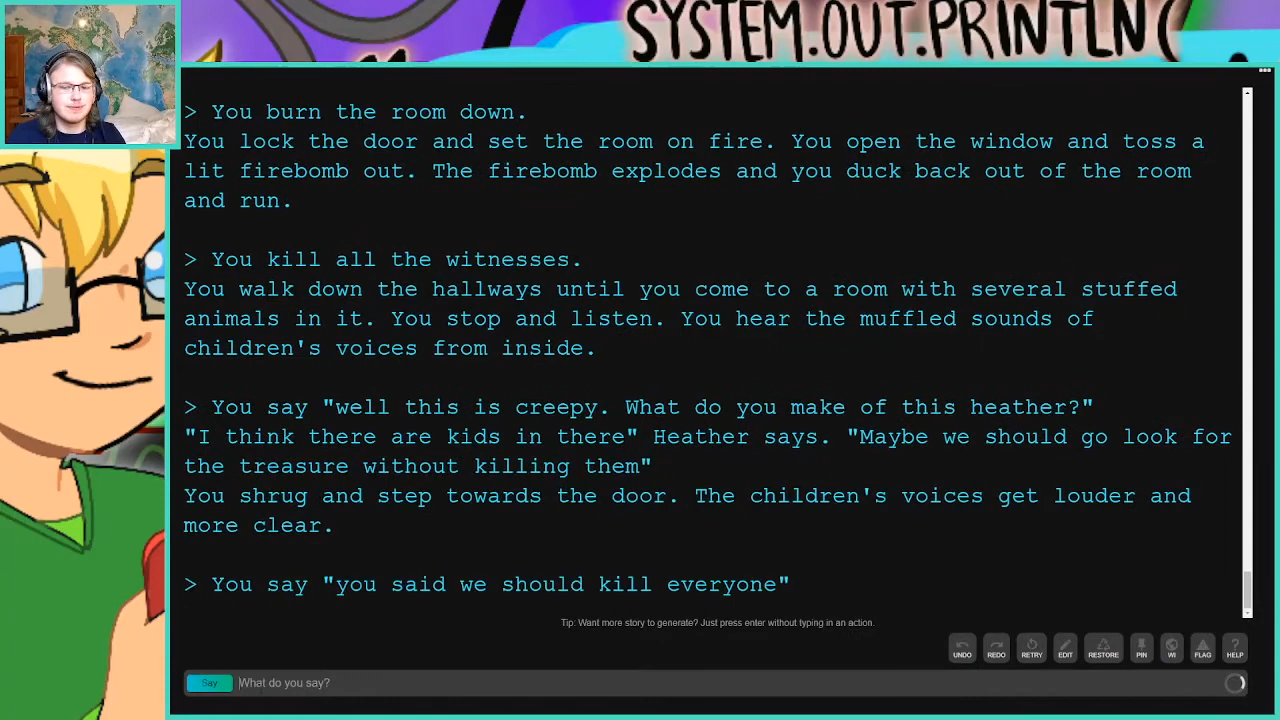 SYSTEM.OUT.PRINTLN(
> You burn the room down.
You lock the door and set the room on fire. You open the window and toss a
lit firebomb out. The firebomb explodes and you duck back out of the room
and run.
> You kill all the witnesses.
You walk down the hallways until you come to a room with several stuffed
animals in it. You stop and listen. You hear the muffled sounds of
children's voices from inside.
> You say "well this is creepy. What do you make of this heather?"
"I think there are kids in there" Heather says. "Maybe we should go look for
the treasure without killing them"
You shrug and step towards the door. The children's voices get louder and
more clear.
> You say "you said we should kill everyone"
Tip: Want more story to generate? Just press enter without typing in an action.
UNDO REDO RETRY EDIT RESTORE PIN WI FLAG HELP
Say What do you say?